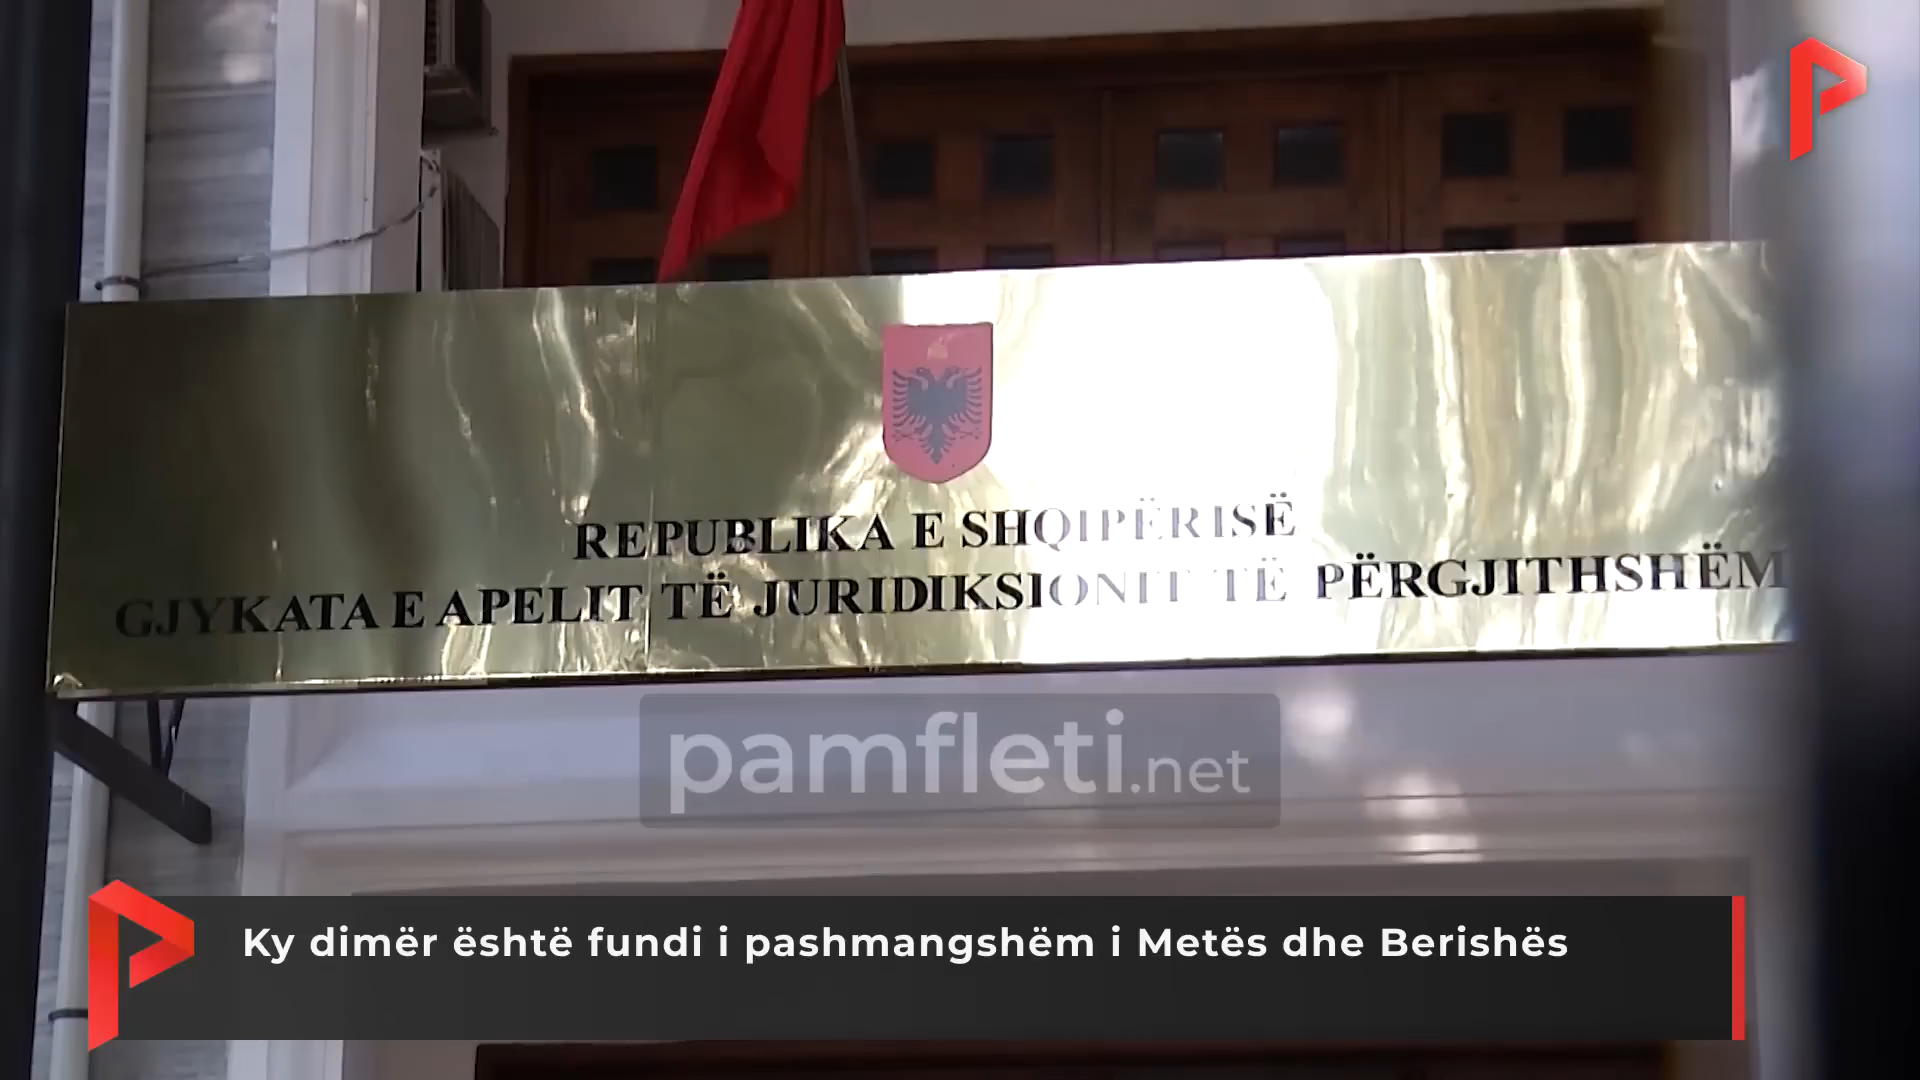 REPUBLIKA E SHQIPËRISË
GJYKATA E APELIT TË JURIDIKSIONIT TË PËRGJITHSHËM
pamfleti.net
Ky dimër është fundi i pashmangshëm i Metës dhe Berishës